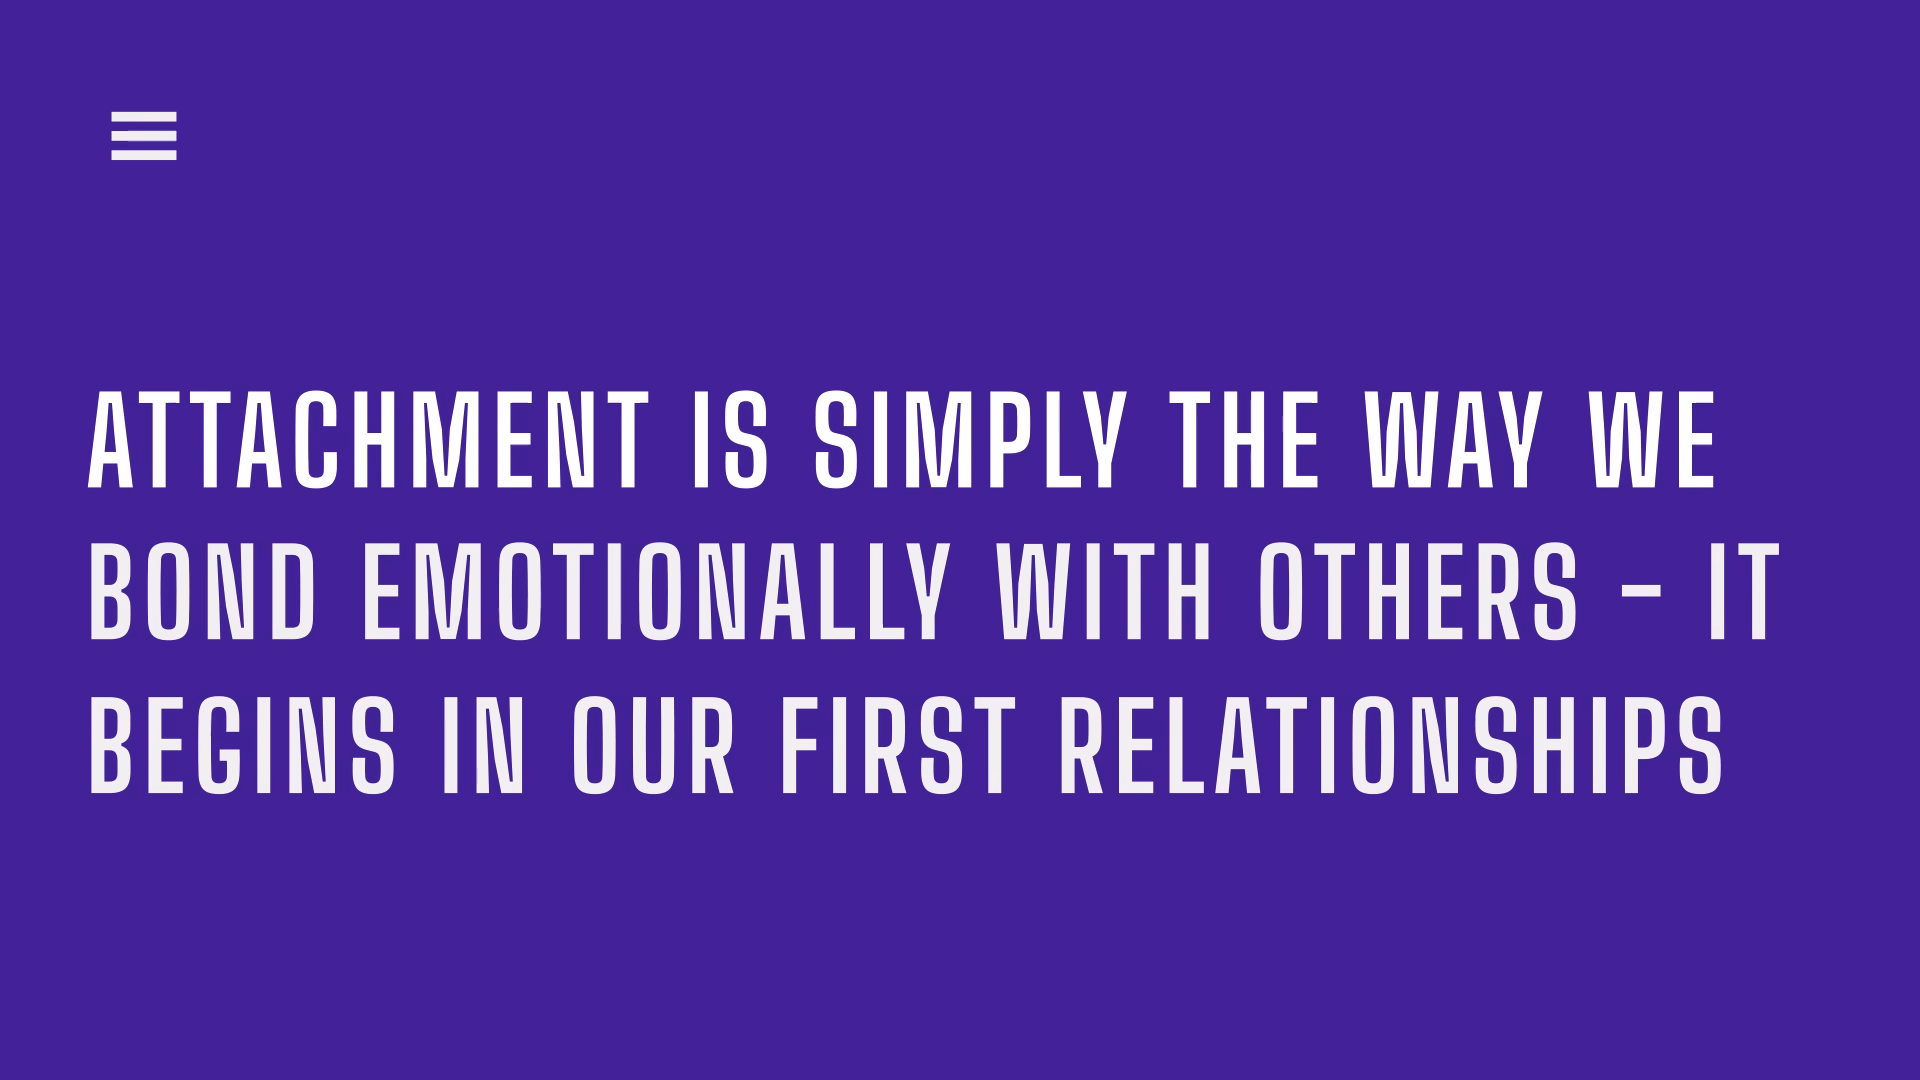 ATTACHMENT IS SIMPLY THE WAY WE
BOND EMOTIONALLY WITH OTHERS - IT
BEGINS IN OUR FIRST RELATIONSHIPS